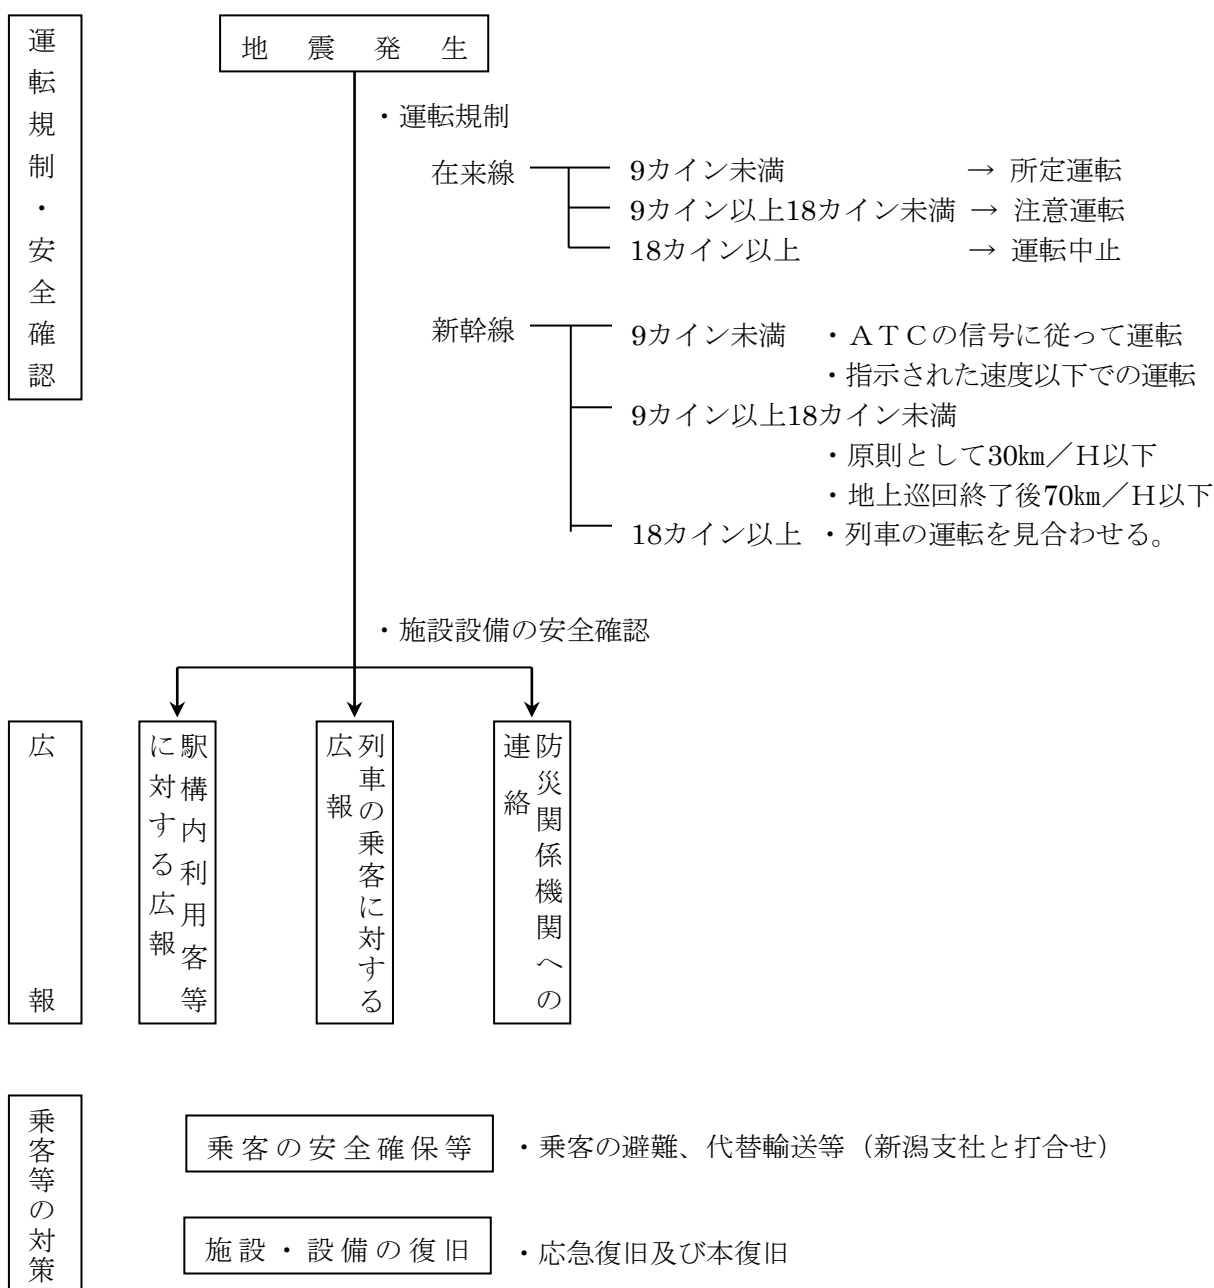 運転規制・安全確認
地震発生
・運転規制
在来線
9カイン未満 → 所定運転
9カイン以上18カイン未満 → 注意運転
18カイン以上 → 運転中止
新幹線
9カイン未満 ・ＡＴＣの信号に従って運転
・指示された速度以下での運転
9カイン以上18カイン未満
・原則として30㎞／Ｈ以下
・地上巡回終了後70㎞／Ｈ以下
18カイン以上 ・列車の運転を見合わせる。
・施設設備の安全確認
広報
駅構内利用客等
に対する広報
列車の乗客に対する
広報
防災関係機関への
連絡
乗客等の対策
乗客の安全確保等 ・乗客の避難、代替輸送等（新潟支社と打合せ）
施設・設備の復旧 ・応急復旧及び本復旧